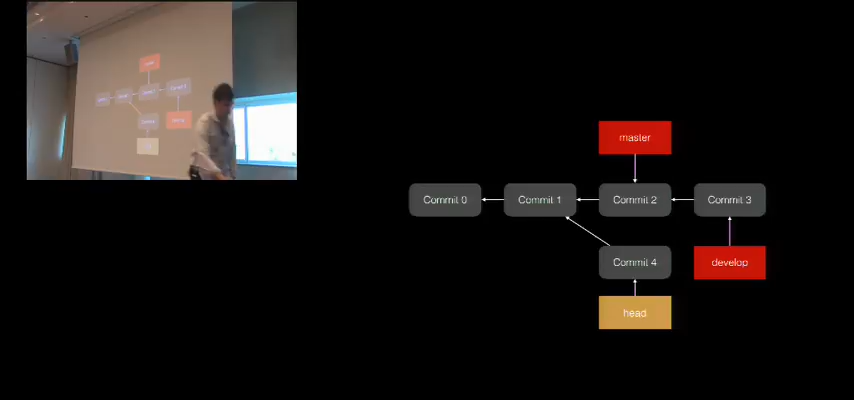 master
Commit 0
Commit 1
Commit 2
Commit 3
Commit 4
develop
head